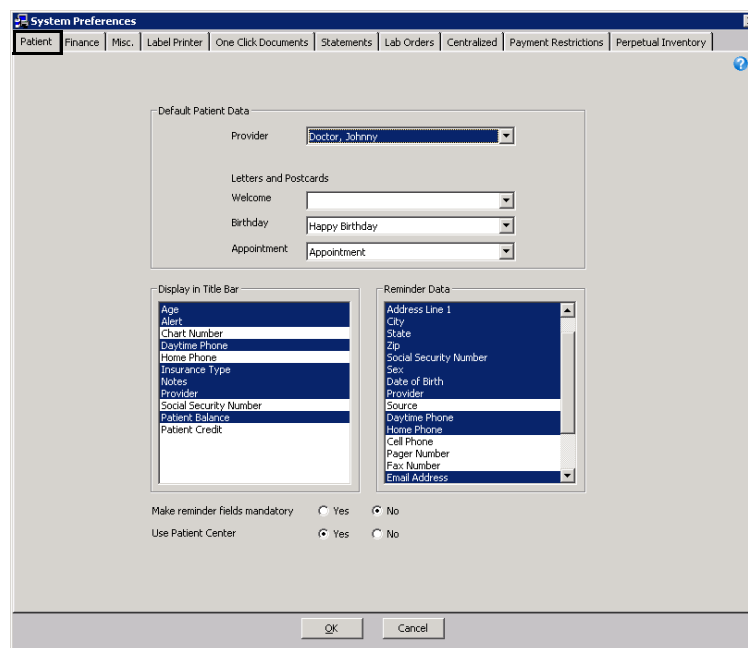 System Preferences
Patient Finance Misc. Label Printer One Click Documents Statements Lab Orders Centralized Payment Restrictions Perpetual Inventory
?
Default Patient Data
Provider Doctor, Johnny
Letters and Postcards
Welcome
Birthday Happy Birthday
Appointment Appointment
Display in Title Bar
Age
Alert
Chart Number
Daytime Phone
Home Phone
Insurance Type
Notes
Provider
Social Security Number
Patient Balance
Patient Credit
Reminder Data
Address Line 1
City
State
Zip
Social Security Number
Sex
Date of Birth
Provider
Source
Daytime Phone
Home Phone
Cell Phone
Pager Number
Fax Number
Email Address
Make reminder fields mandatory Yes No
Use Patient Center Yes No
OK Cancel